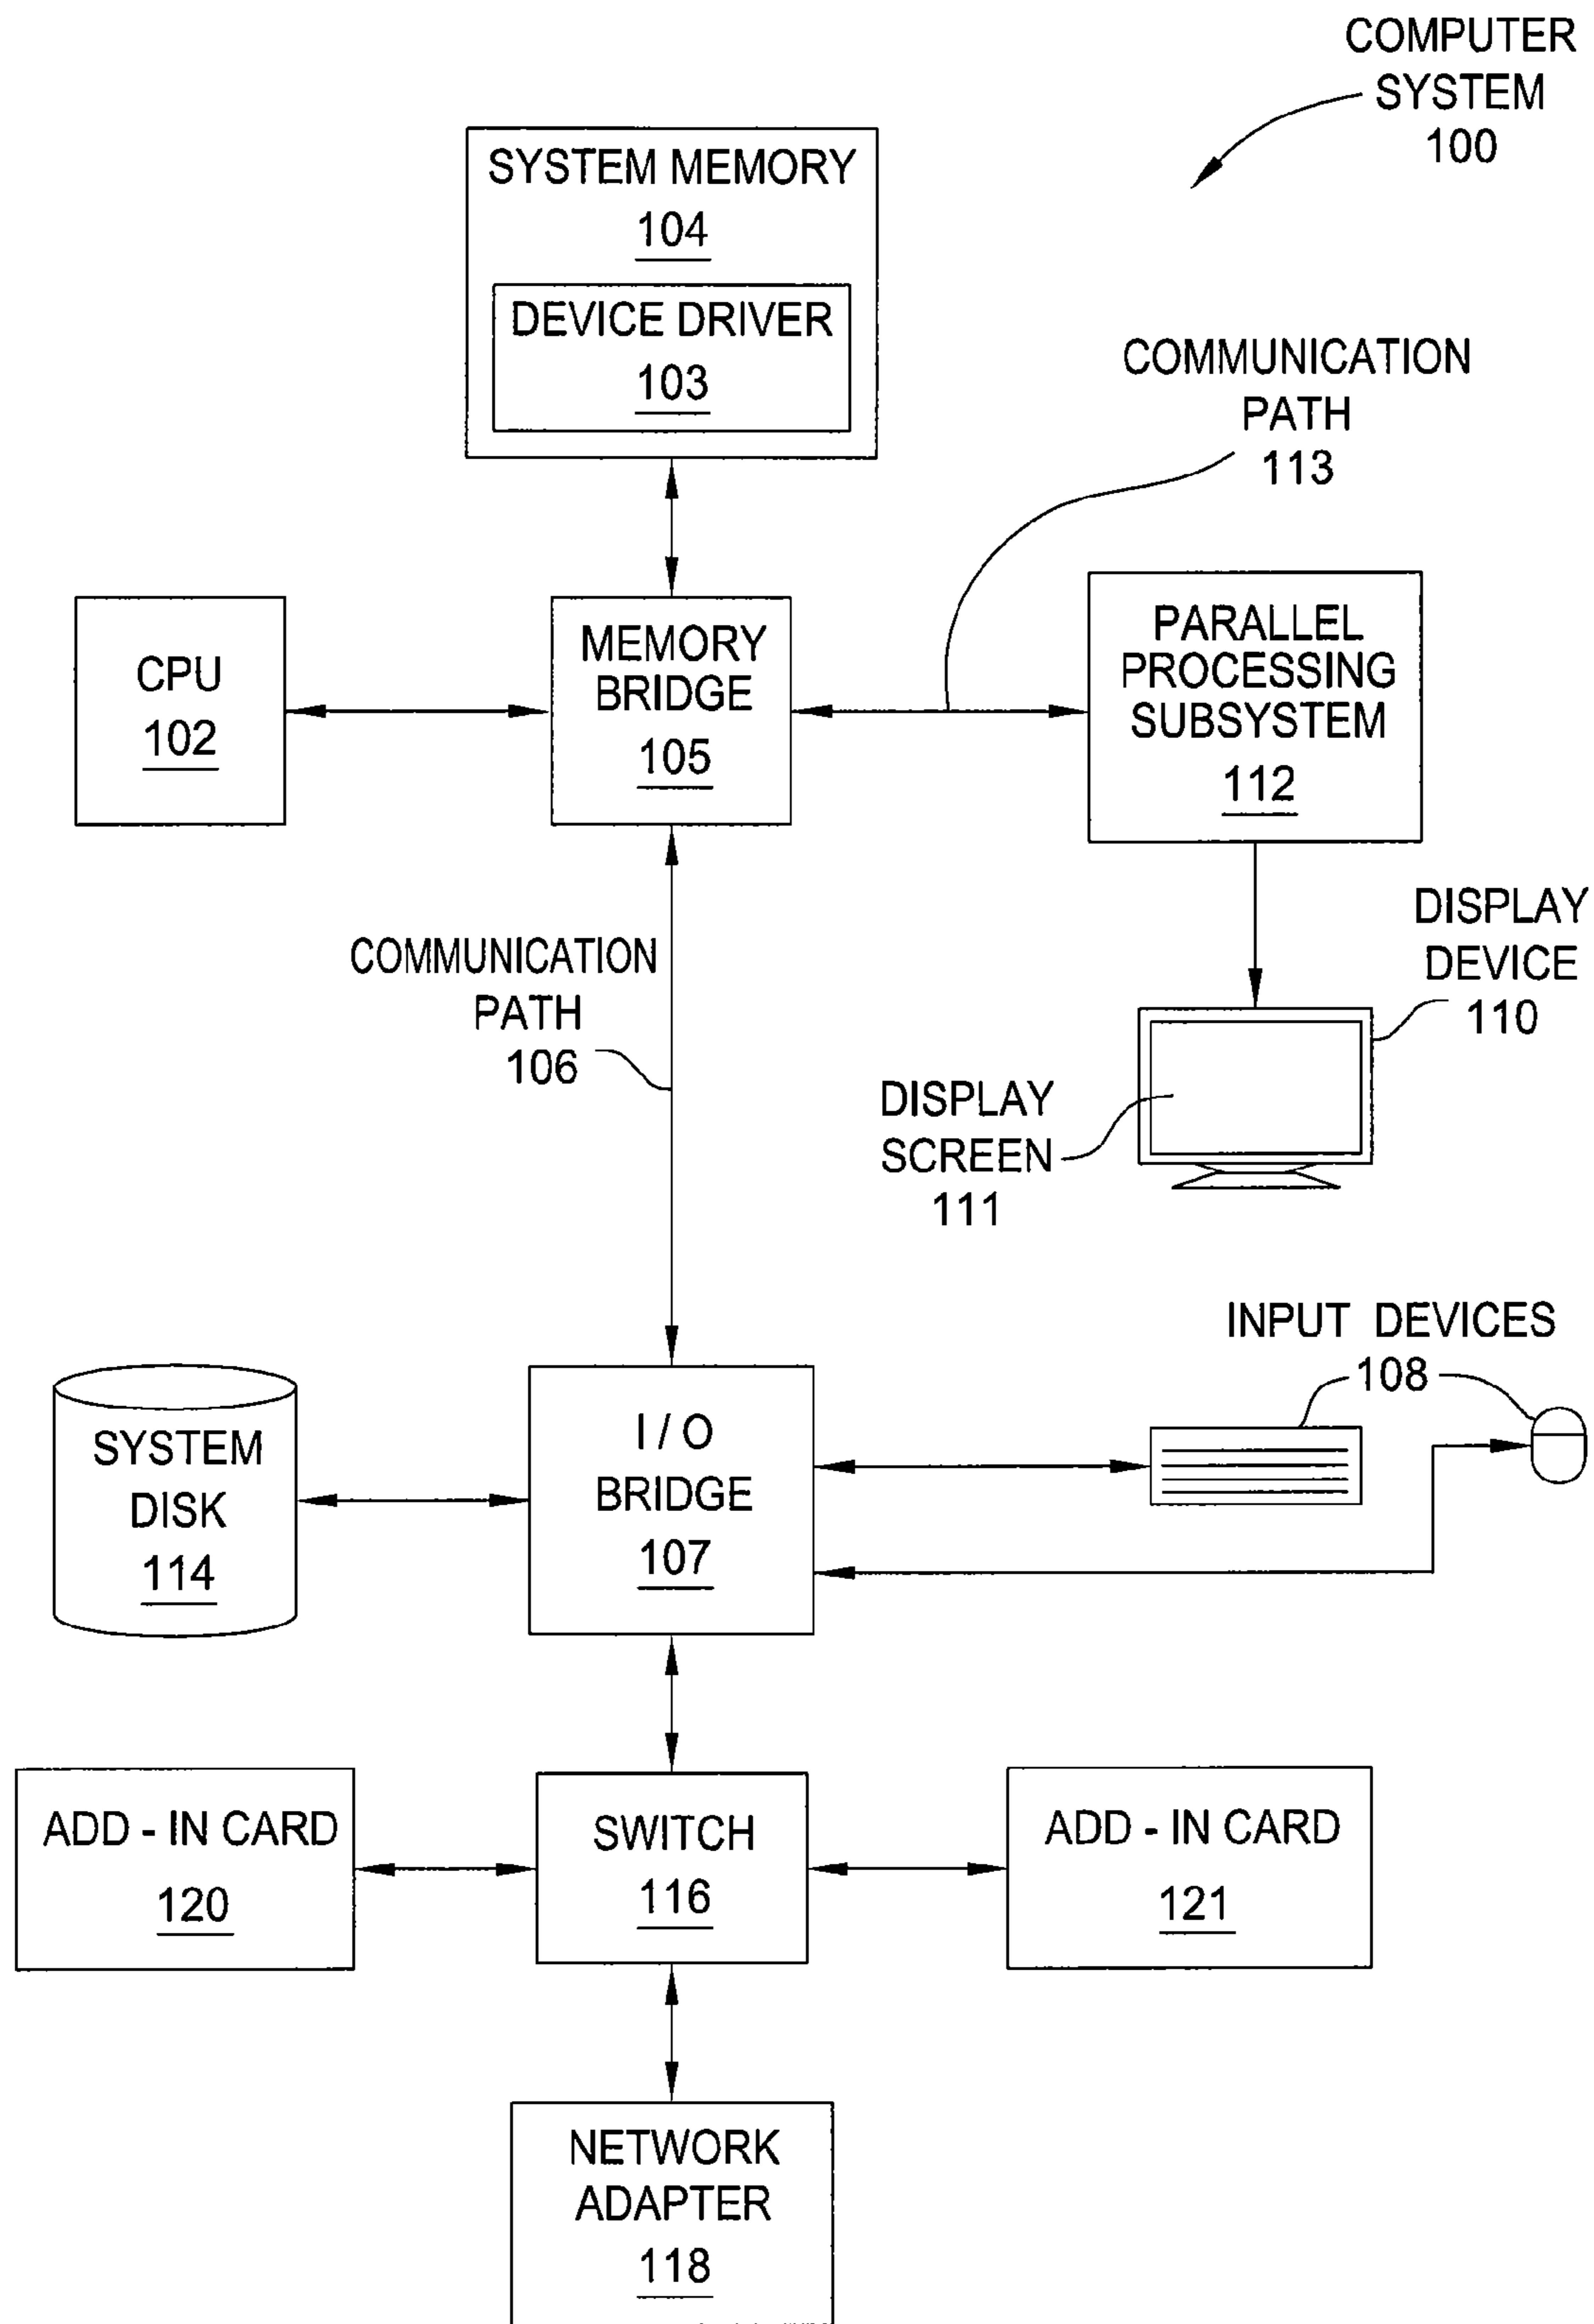 COMPUTER
SYSTEM
100
SYSTEM MEMORY
104
DEVICE DRIVER
103
COMMUNICATION
PATH
113
CPU
102
MEMORY
BRIDGE
105
PARALLEL
PROCESSING
SUBSYSTEM
112
COMMUNICATION
PATH
106
DISPLAY
DEVICE
110
DISPLAY
SCREEN
111
INPUT DEVICES
108
SYSTEM
DISK
114
I / O
BRIDGE
107
ADD - IN CARD
120
SWITCH
116
ADD - IN CARD
121
NETWORK
ADAPTER
118